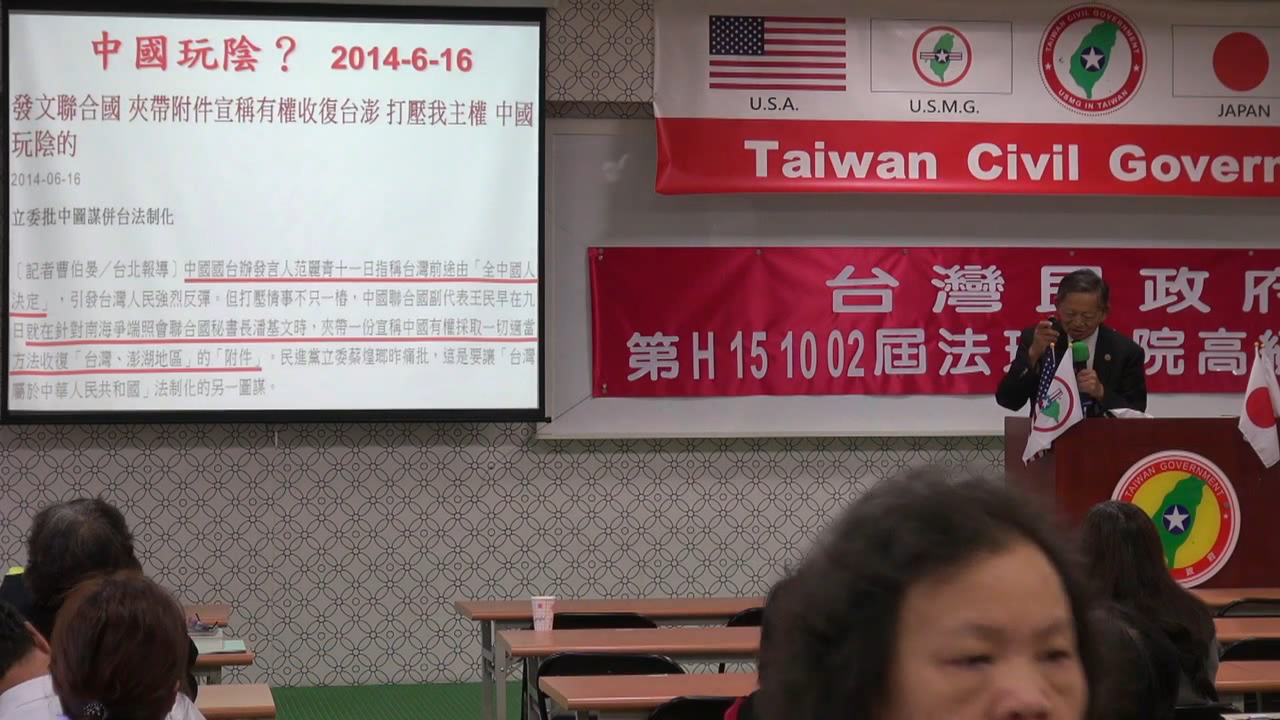 中國玩陰？ 2014-6-16
發文聯合國 夾帶附件宣稱有權收復台澎 打壓我主權 中國
玩陰的
2014-06-16
立委批中國謀併台法制化
〔記者曹伯晏／台北報導〕中國國台辦發言人范麗青十一日指稱台灣前途由「全中國人
決定」，引發台灣人民強烈反彈。但打壓情事不只一樁，中國聯合國副代表王民早在九
日就在針對南海爭端照會聯合國秘書長潘基文時，夾帶一份宣稱中國有權採取一切適當
方法收復「台灣、澎湖地區」的「附件」。民進黨立委蔡煌瑯昨痛批，這是要讓「台灣
屬於中華人民共和國」法制化的另一圖謀。
U.S.A.
U.S.M.G.
TAIWAN CIVIL GOVERNMENT
USMG IN TAIWAN
JAPAN
Taiwan Civil Govern
台灣民政府
第H 15 10 02屆法理 院高
TAIWAN GOVERNMENT
政府